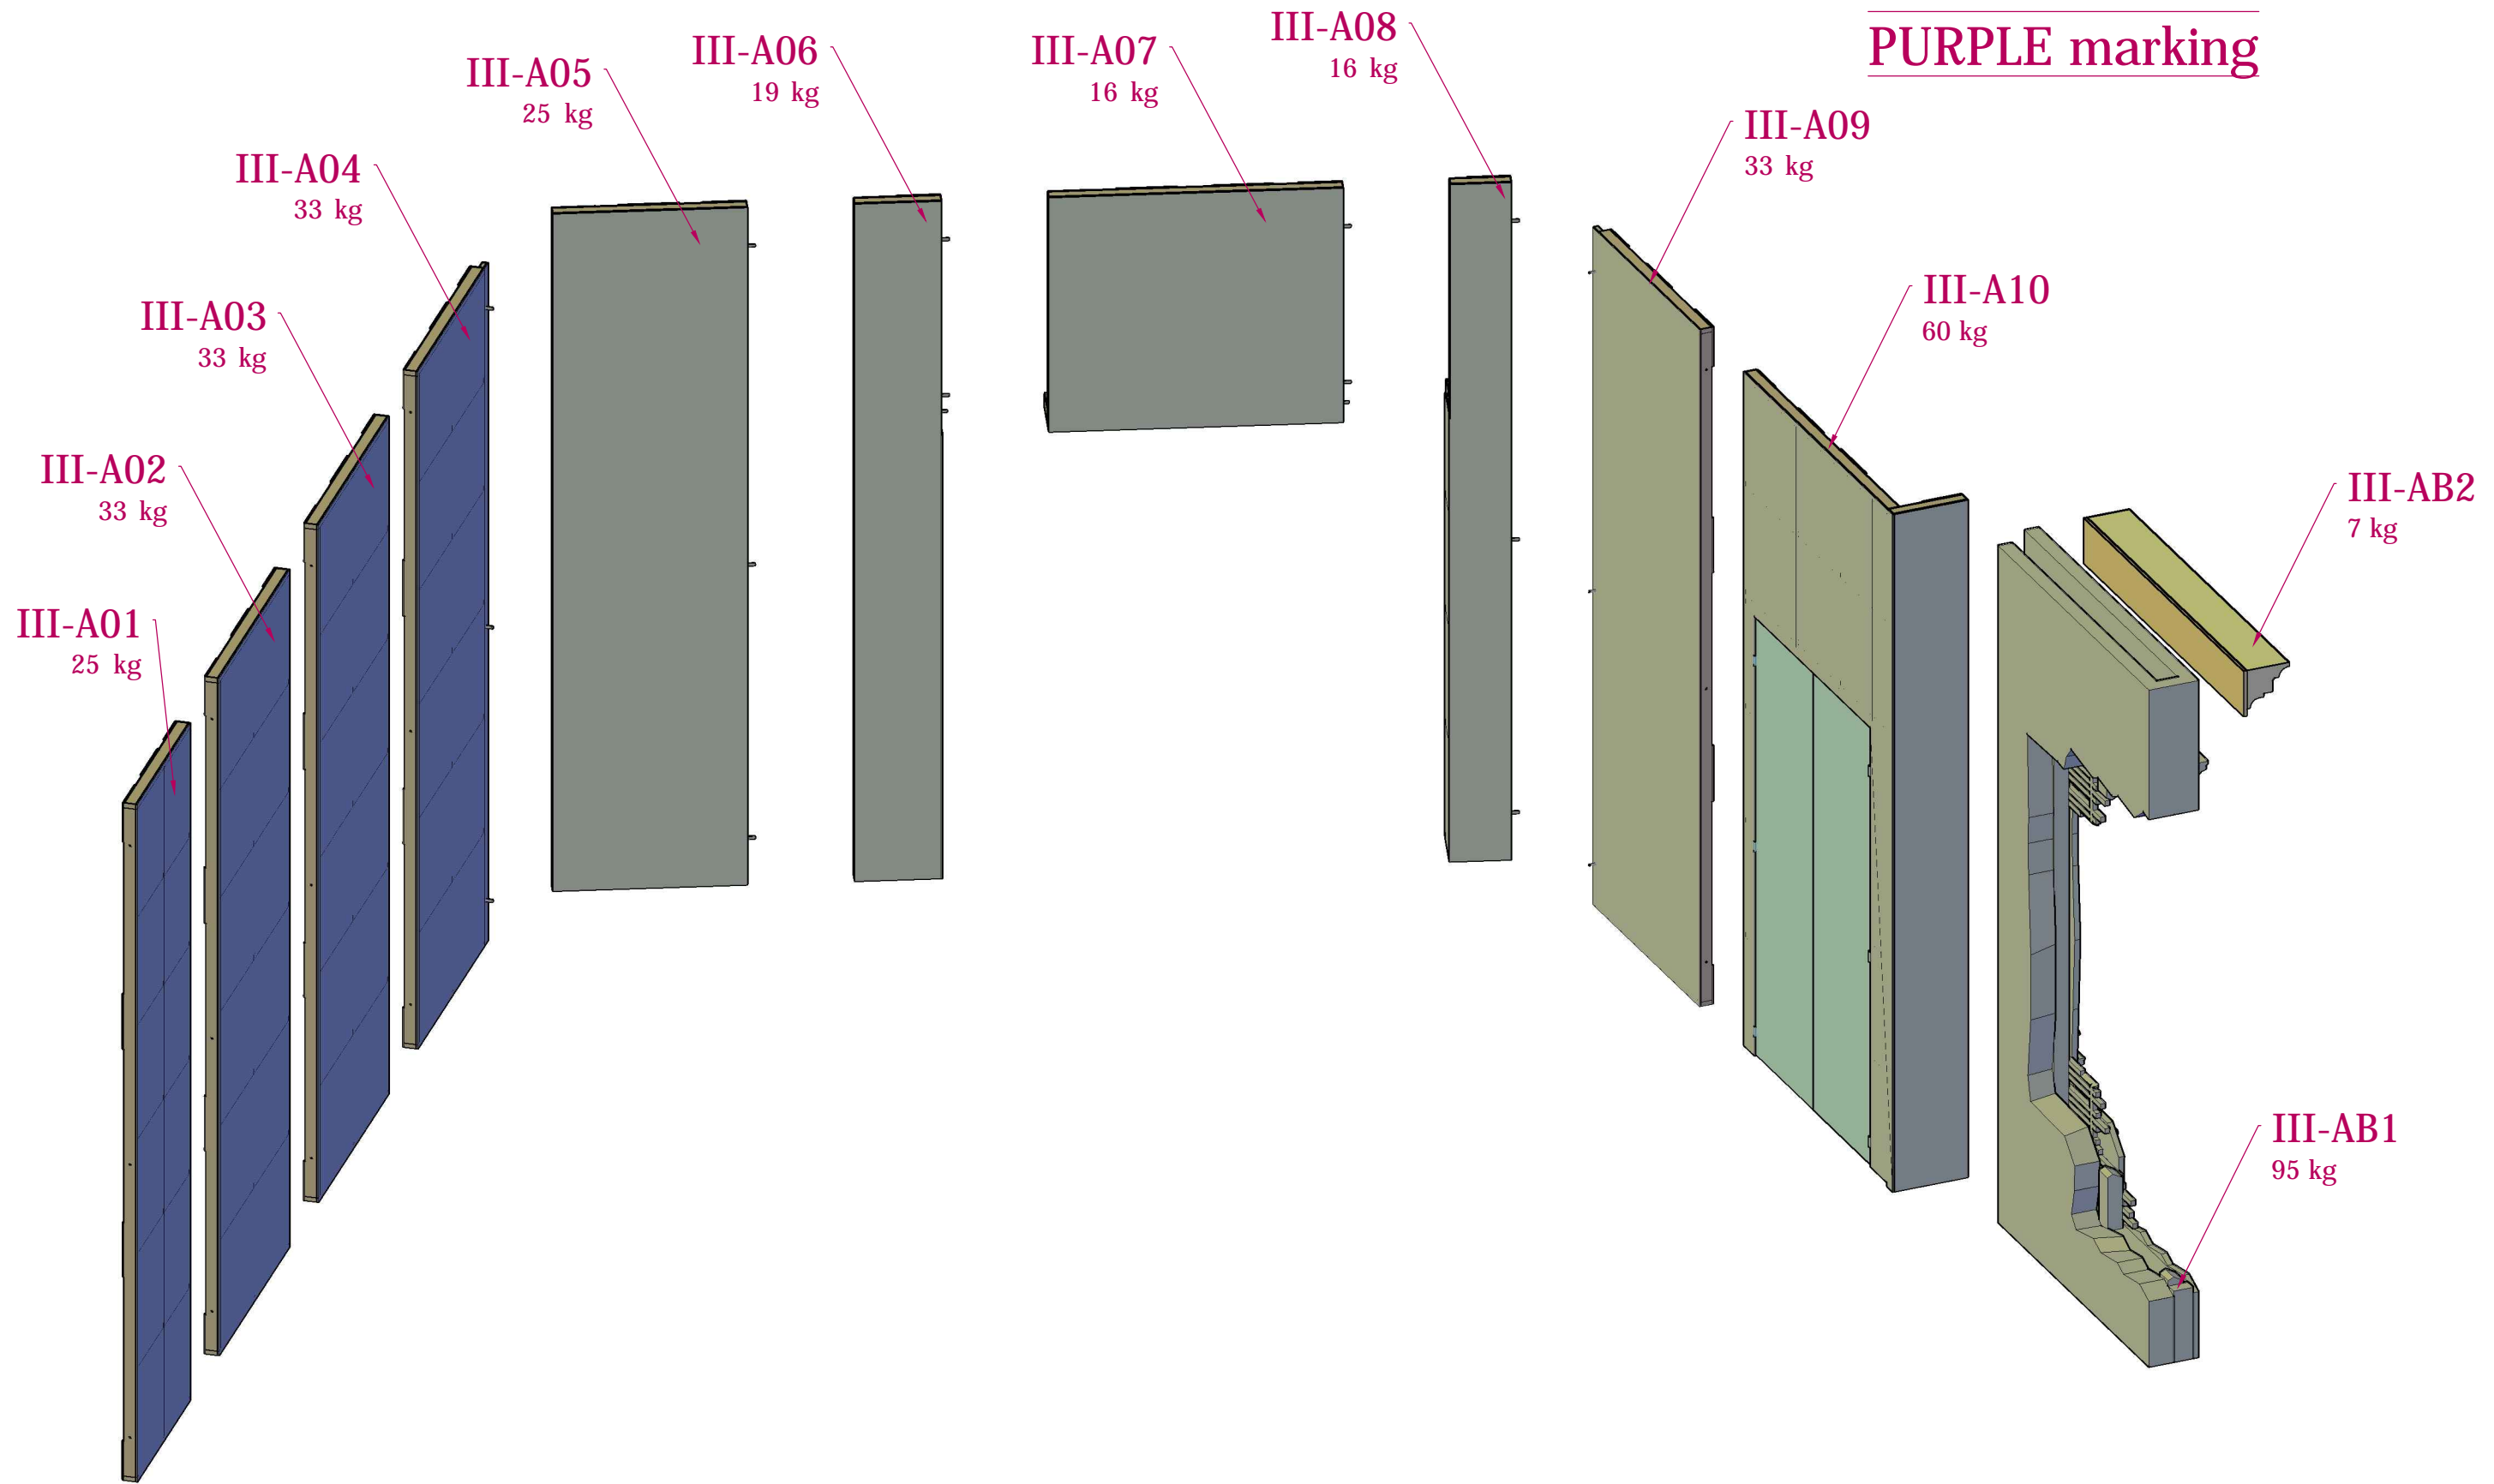 PURPLE marking
III-A01
25 kg
III-A02
33 kg
III-A03
33 kg
III-A04
33 kg
III-A05
25 kg
III-A06
19 kg
III-A07
16 kg
III-A08
16 kg
III-A09
33 kg
III-A10
60 kg
III-AB2
7 kg
III-AB1
95 kg